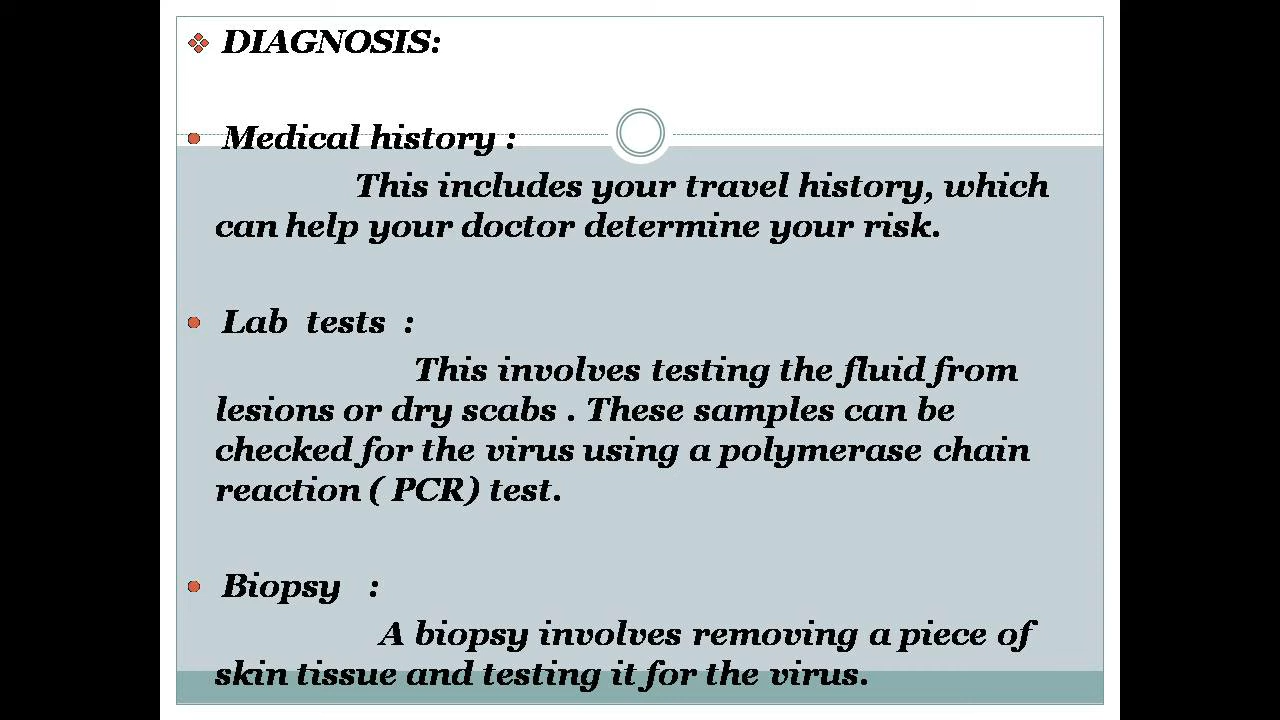 ❖ DIAGNOSIS:
• Medical history :
This includes your travel history, which
can help your doctor determine your risk.
• Lab tests :
This involves testing the fluid from
lesions or dry scabs . These samples can be
checked for the virus using a polymerase chain
reaction ( PCR) test.
• Biopsy :
A biopsy involves removing a piece of
skin tissue and testing it for the virus.